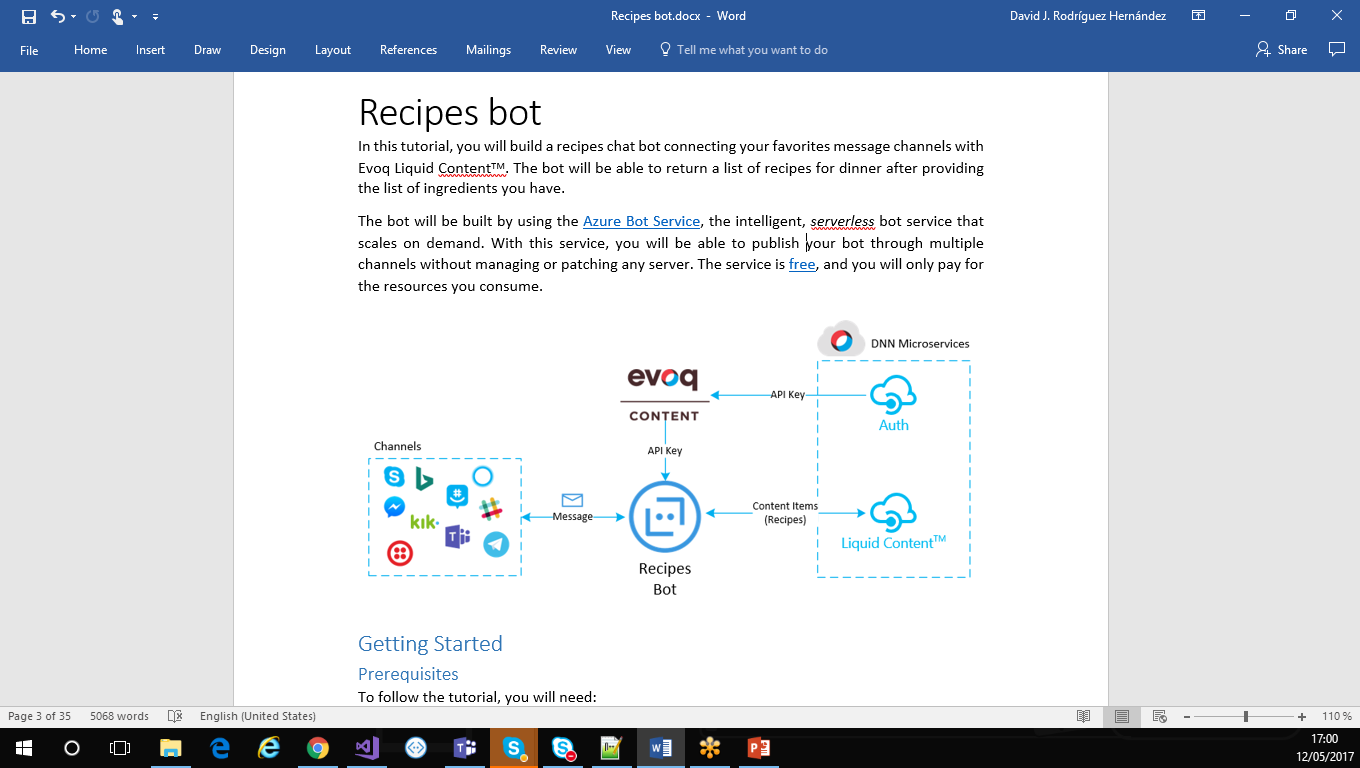 Recipes bot.docx - Word
David J. Rodríguez Hernández
File Home Insert Draw Design Layout References Mailings Review View Tell me what you want to do Share
Recipes bot
In this tutorial, you will build a recipes chat bot connecting your favorites message channels with
Evoq Liquid Content™. The bot will be able to return a list of recipes for dinner after providing
the list of ingredients you have.
The bot will be built by using the Azure Bot Service, the intelligent, serverless bot service that
scales on demand. With this service, you will be able to publish your bot through multiple
channels without managing or patching any server. The service is free, and you will only pay for
the resources you consume.
DNN Microservices
evoq
CONTENT
API Key
Auth
API Key
Channels
kik
Message
Content Items
(Recipes)
Liquid Content™
Recipes
Bot
Getting Started
Prerequisites
To follow the tutorial, you will need:
Page 3 of 35 5068 words English (United States) 110 %
17:00
12/05/2017